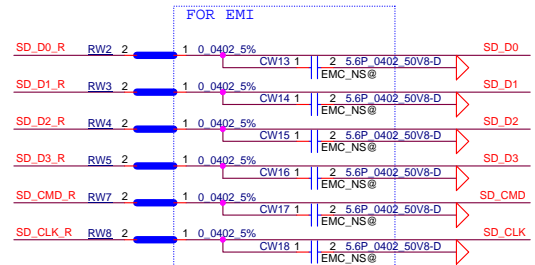 FOR EMI
SD_D0_R RW2 2 1 0_0402_5% SD_D0
CW13 1 2 5.6P_0402_50V8-D
EMC_NS@
SD_D1_R RW3 2 1 0_0402_5% SD_D1
CW14 1 2 5.6P_0402_50V8-D
EMC_NS@
SD_D2_R RW4 2 1 0_0402_5% SD_D2
CW15 1 2 5.6P_0402_50V8-D
EMC_NS@
SD_D3_R RW5 2 1 0_0402_5% SD_D3
CW16 1 2 5.6P_0402_50V8-D
EMC_NS@
SD_CMD_R RW7 2 1 0_0402_5% SD_CMD
CW17 1 2 5.6P_0402_50V8-D
EMC_NS@
SD_CLK_R RW8 2 1 0_0402_5% SD_CLK
CW18 1 2 5.6P_0402_50V8-D
EMC_NS@